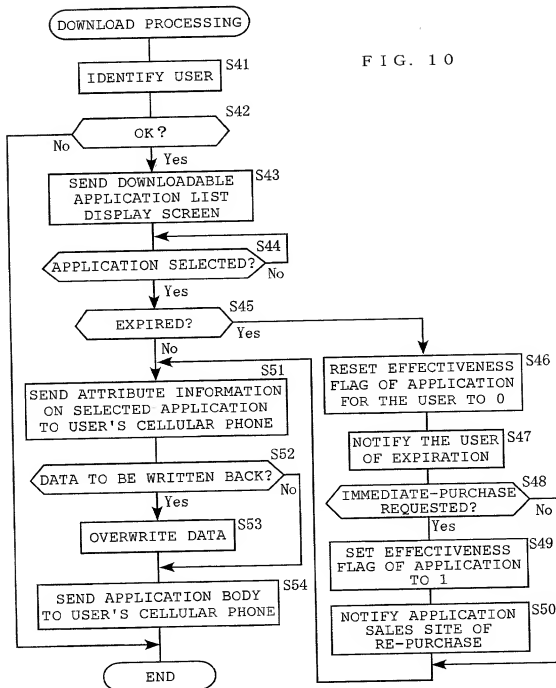 DOWNLOAD PROCESSING
FIG. 10
IDENTIFY USER
S41
S42
OK?
No
Yes
SEND DOWNLOADABLE
APPLICATION LIST
DISPLAY SCREEN
S43
S44
APPLICATION SELECTED?
No
Yes
S45
EXPIRED?
Yes
No
S46
RESET EFFECTIVENESS
FLAG OF APPLICATION
FOR THE USER TO 0
S47
NOTIFY THE USER
OF EXPIRATION
S48
IMMEDIATE-PURCHASE
REQUESTED?
No
Yes
S49
SET EFFECTIVENESS
FLAG OF APPLICATION
TO 1
S50
NOTIFY APPLICATION
SALES SITE OF
RE-PURCHASE
S51
SEND ATTRIBUTE INFORMATION
ON SELECTED APPLICATION
TO USER'S CELLULAR PHONE
S52
DATA TO BE WRITTEN BACK?
No
Yes
S53
OVERWRITE DATA
S54
SEND APPLICATION BODY
TO USER'S CELLULAR PHONE
END